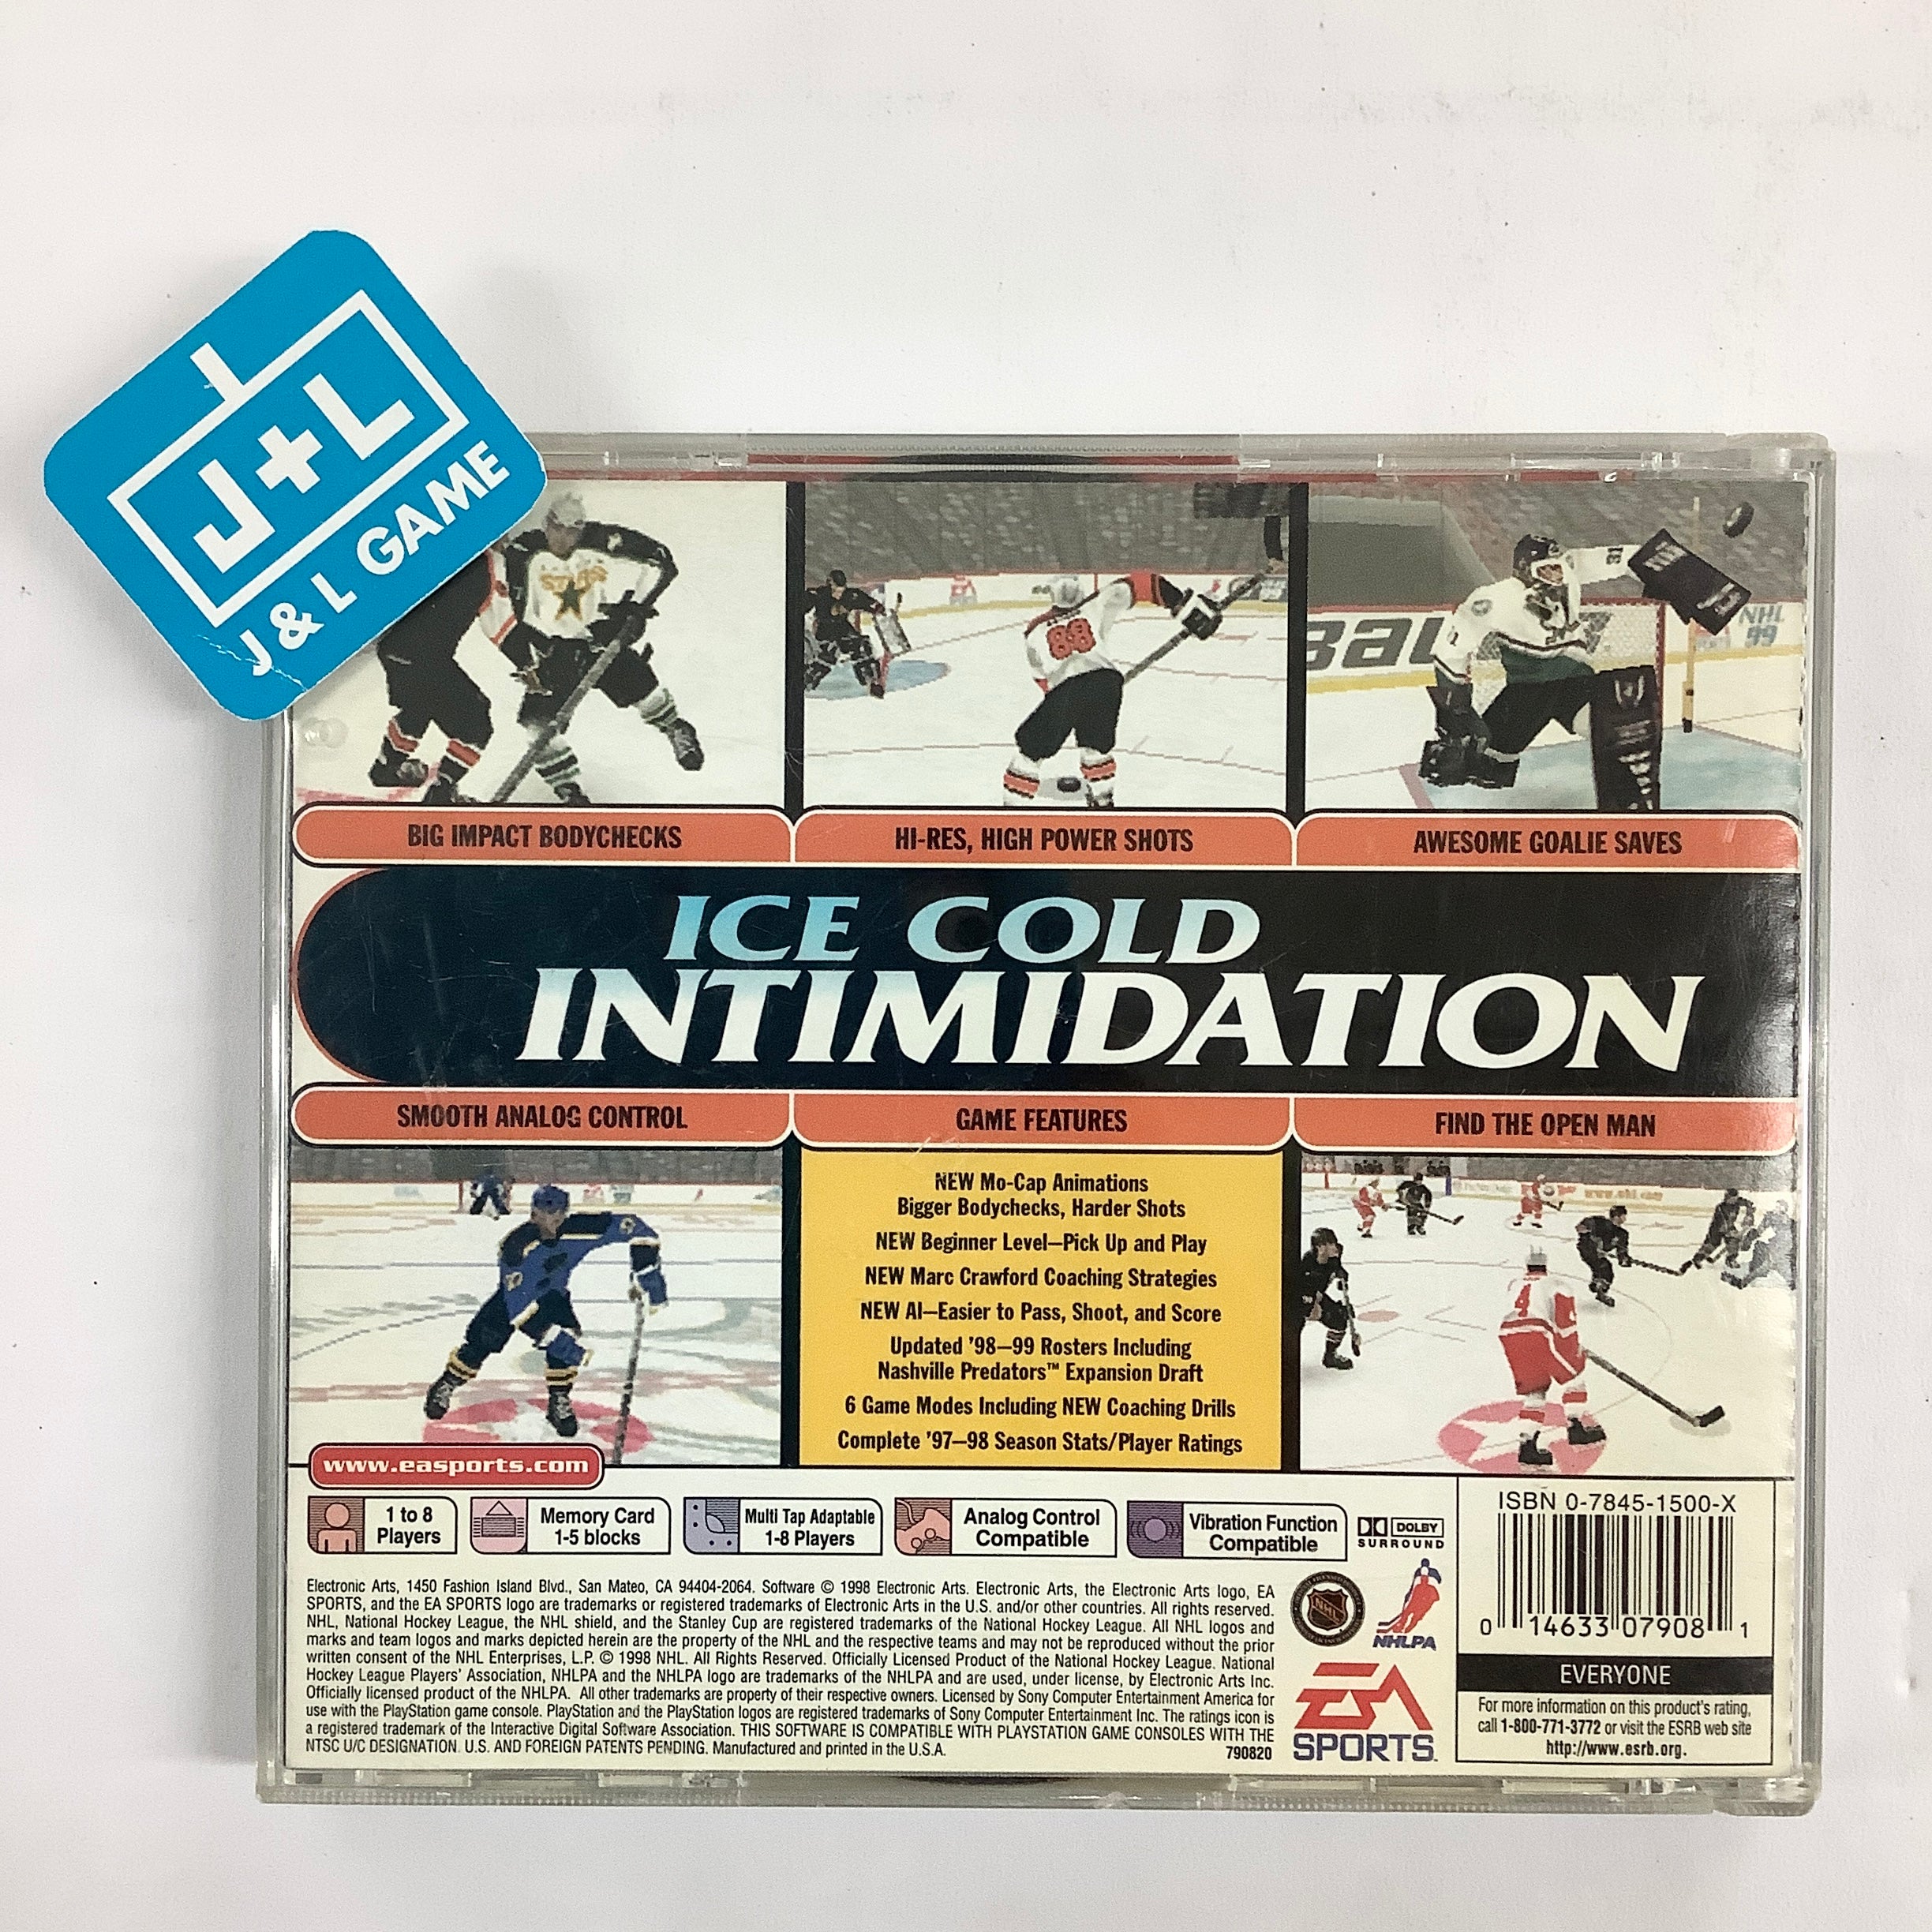 J+L
J & L GAME
STARS
88
31
BAU
NHL
99
BIG IMPACT BODYCHECKS
HI-RES, HIGH POWER SHOTS
AWESOME GOALIE SAVES
ICE COLD
INTIMIDATION
SMOOTH ANALOG CONTROL
GAME FEATURES
FIND THE OPEN MAN
NEW Mo-Cap Animations
Bigger Bodychecks, Harder Shots
NEW Beginner Level—Pick Up and Play
NEW Marc Crawford Coaching Strategies
NEW AI—Easier to Pass, Shoot, and Score
Updated '98–99 Rosters Including
Nashville Predators™ Expansion Draft
6 Game Modes Including NEW Coaching Drills
Complete '97–98 Season Stats/Player Ratings
4
www.easports.com
1 to 8
Players
Memory Card
1-5 blocks
Multi Tap Adaptable
1-8 Players
Analog Control
Compatible
Vibration Function
Compatible
DOLBY
SURROUND
ISBN 0-7845-1500-X
0 14633 07908 1
Electronic Arts, 1450 Fashion Island Blvd., San Mateo, CA 94404-2064. Software © 1998 Electronic Arts. Electronic Arts, the Electronic Arts logo, EA
SPORTS, and the EA SPORTS logo are trademarks or registered trademarks of Electronic Arts in the U.S. and/or other countries. All rights reserved.
NHL, National Hockey League, the NHL shield, and the Stanley Cup are registered trademarks of the National Hockey League. All NHL logos and
marks and team logos and marks depicted herein are the property of the NHL and the respective teams and may not be reproduced without the prior
written consent of the NHL Enterprises, L.P. © 1998 NHL. All Rights Reserved. Officially Licensed Product of the National Hockey League. National
Hockey League Players' Association, NHLPA and the NHLPA logo are trademarks of the NHLPA and are used, under license, by Electronic Arts Inc.
Officially licensed product of the NHLPA. All other trademarks are property of their respective owners. Licensed by Sony Computer Entertainment America for
use with the PlayStation game console. PlayStation and the PlayStation logos are registered trademarks of Sony Computer Entertainment Inc. The ratings icon is
a registered trademark of the Interactive Digital Software Association. THIS SOFTWARE IS COMPATIBLE WITH PLAYSTATION GAME CONSOLES WITH THE
NTSC U/C DESIGNATION. U.S. AND FOREIGN PATENTS PENDING. Manufactured and printed in the U.S.A.
790820
NHL
NHLPA
EA
SPORTS™
EVERYONE
For more information on this product's rating,
call 1-800-771-3772 or visit the ESRB web site
http://www.esrb.org.